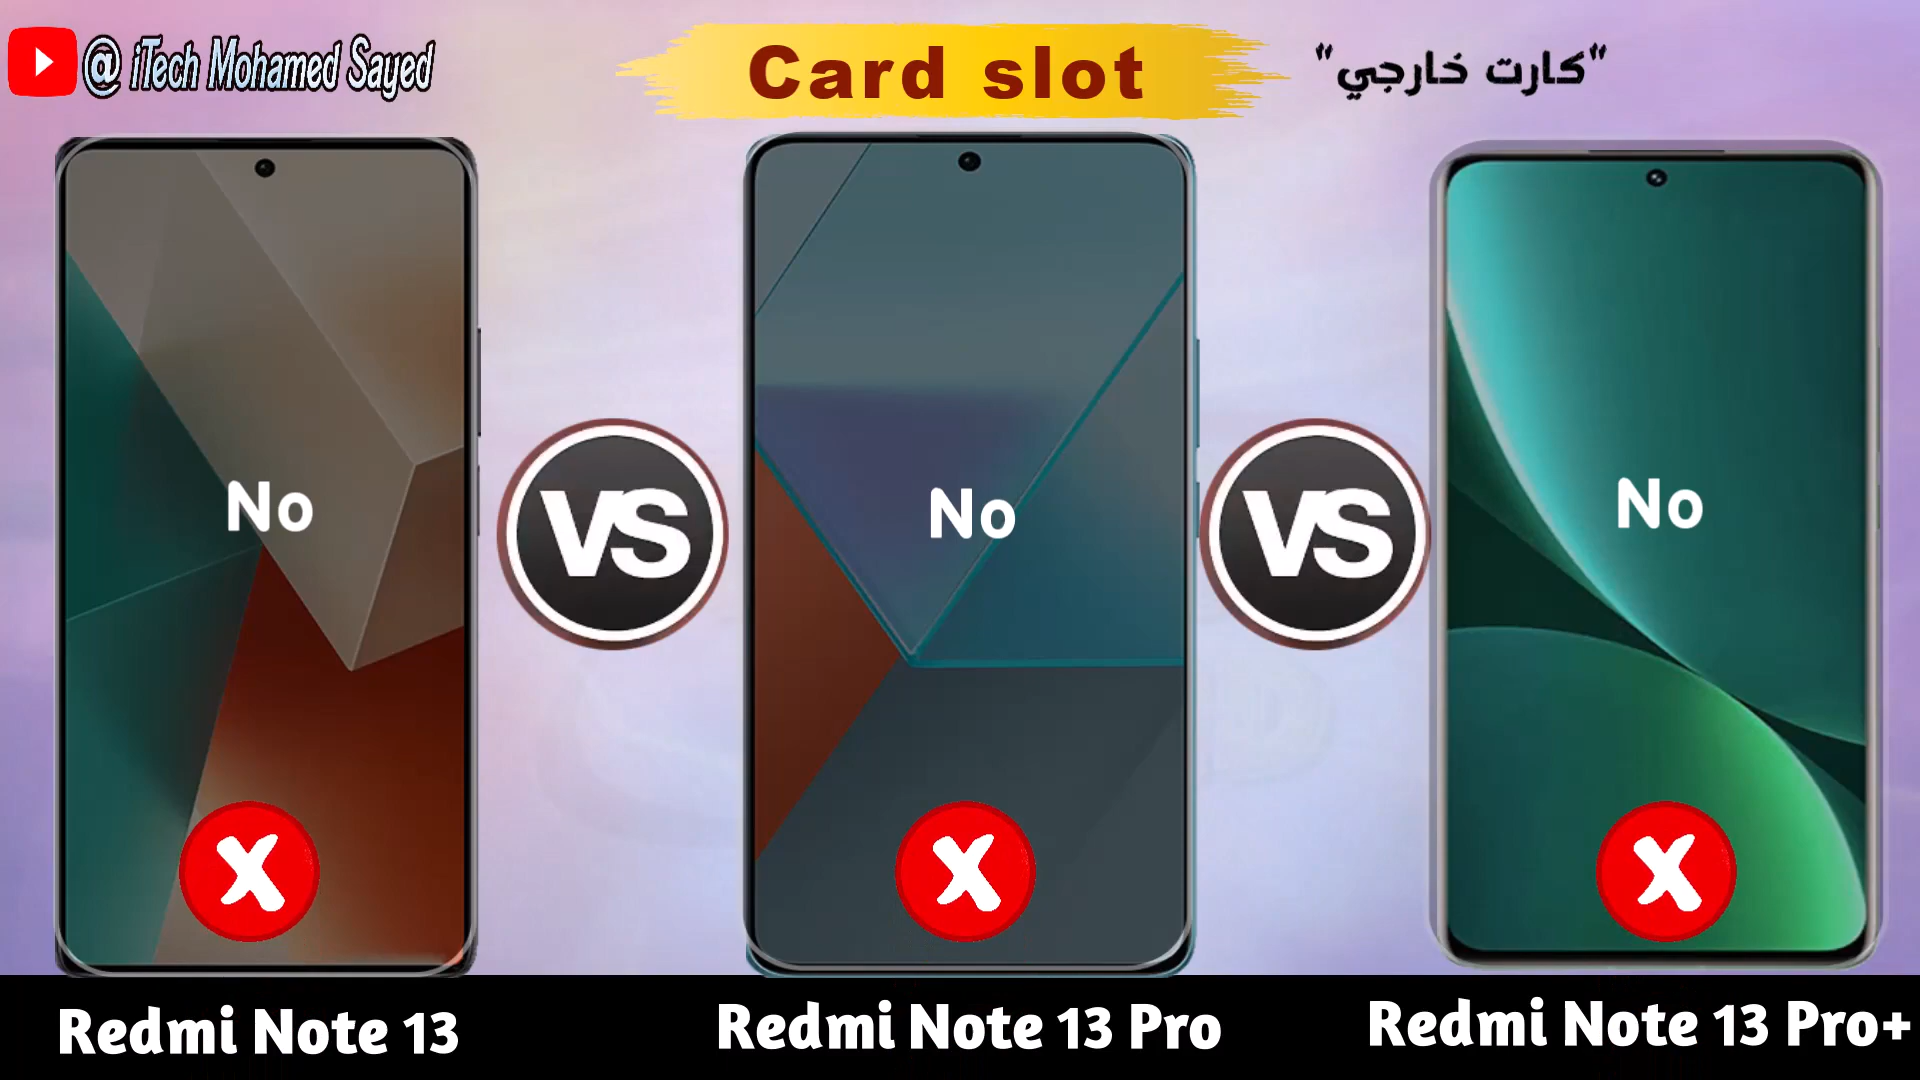 @ iTech Mohamed Sayed
Card slot
"كارت خارجي"
No
VS
No
VS
No
X
X
X
Redmi Note 13
Redmi Note 13 Pro
Redmi Note 13 Pro+